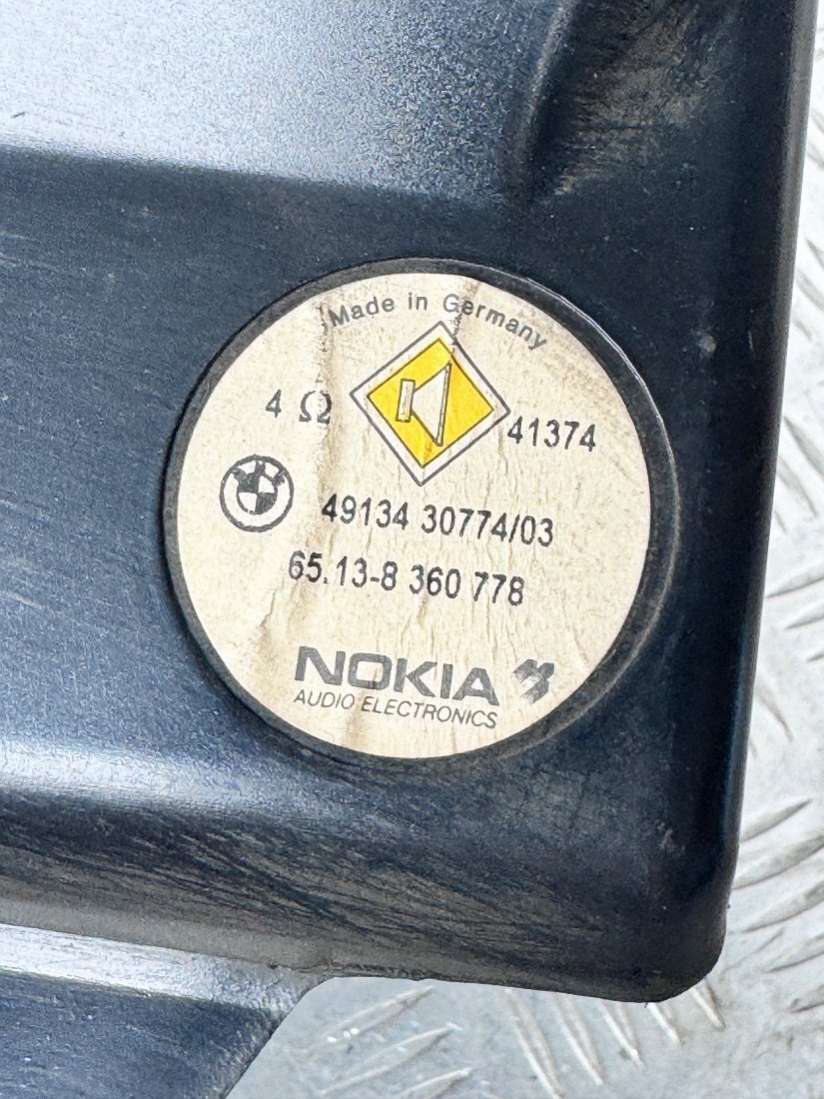 Made in Germany
4 Ω
41374
49134 30774/03
65.13-8 360 778
NOKIA
AUDIO ELECTRONICS